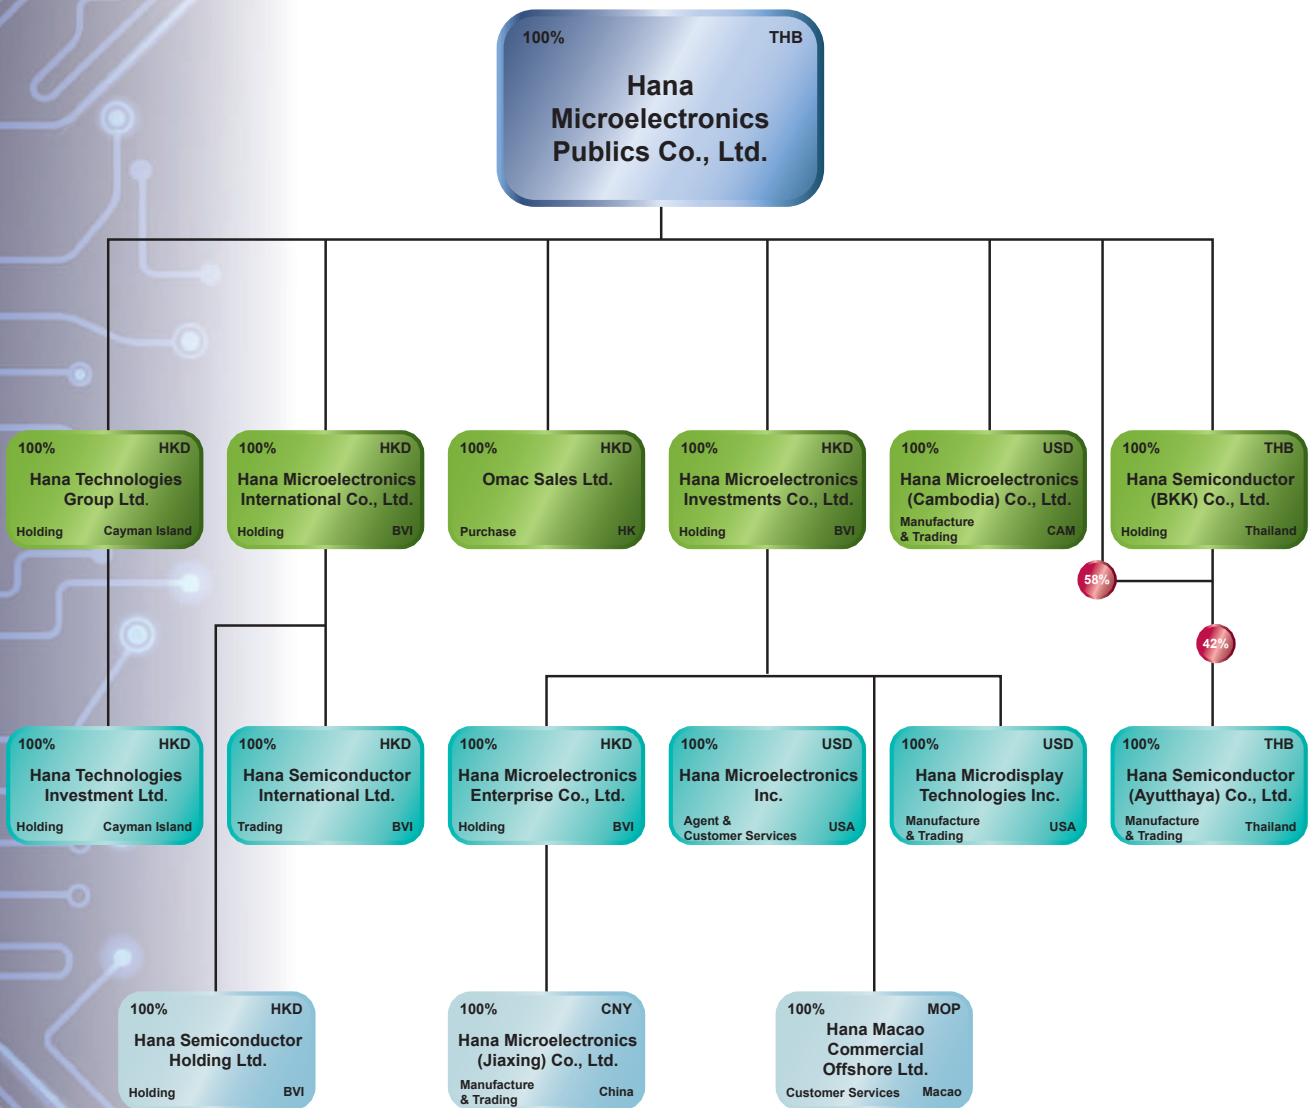 100% THB
Hana
Microelectronics
Publics Co., Ltd.
100% HKD
Hana Technologies
Group Ltd.
Holding Cayman Island
100% HKD
Hana Microelectronics
International Co., Ltd.
Holding BVI
100% HKD
Omac Sales Ltd.
Purchase HK
100% HKD
Hana Microelectronics
Investments Co., Ltd.
Holding BVI
100% USD
Hana Microelectronics
(Cambodia) Co., Ltd.
Manufacture
& Trading CAM
100% THB
Hana Semiconductor
(BKK) Co., Ltd.
Holding Thailand
58%
42%
100% HKD
Hana Technologies
Investment Ltd.
Holding Cayman Island
100% HKD
Hana Semiconductor
International Ltd.
Trading BVI
100% HKD
Hana Microelectronics
Enterprise Co., Ltd.
Holding BVI
100% USD
Hana Microelectronics
Inc.
Agent &
Customer Services USA
100% USD
Hana Microdisplay
Technologies Inc.
Manufacture
& Trading USA
100% THB
Hana Semiconductor
(Ayutthaya) Co., Ltd.
Manufacture
& Trading Thailand
100% HKD
Hana Semiconductor
Holding Ltd.
Holding BVI
100% CNY
Hana Microelectronics
(Jiaxing) Co., Ltd.
Manufacture
& Trading China
100% MOP
Hana Macao
Commercial
Offshore Ltd.
Customer Services Macao